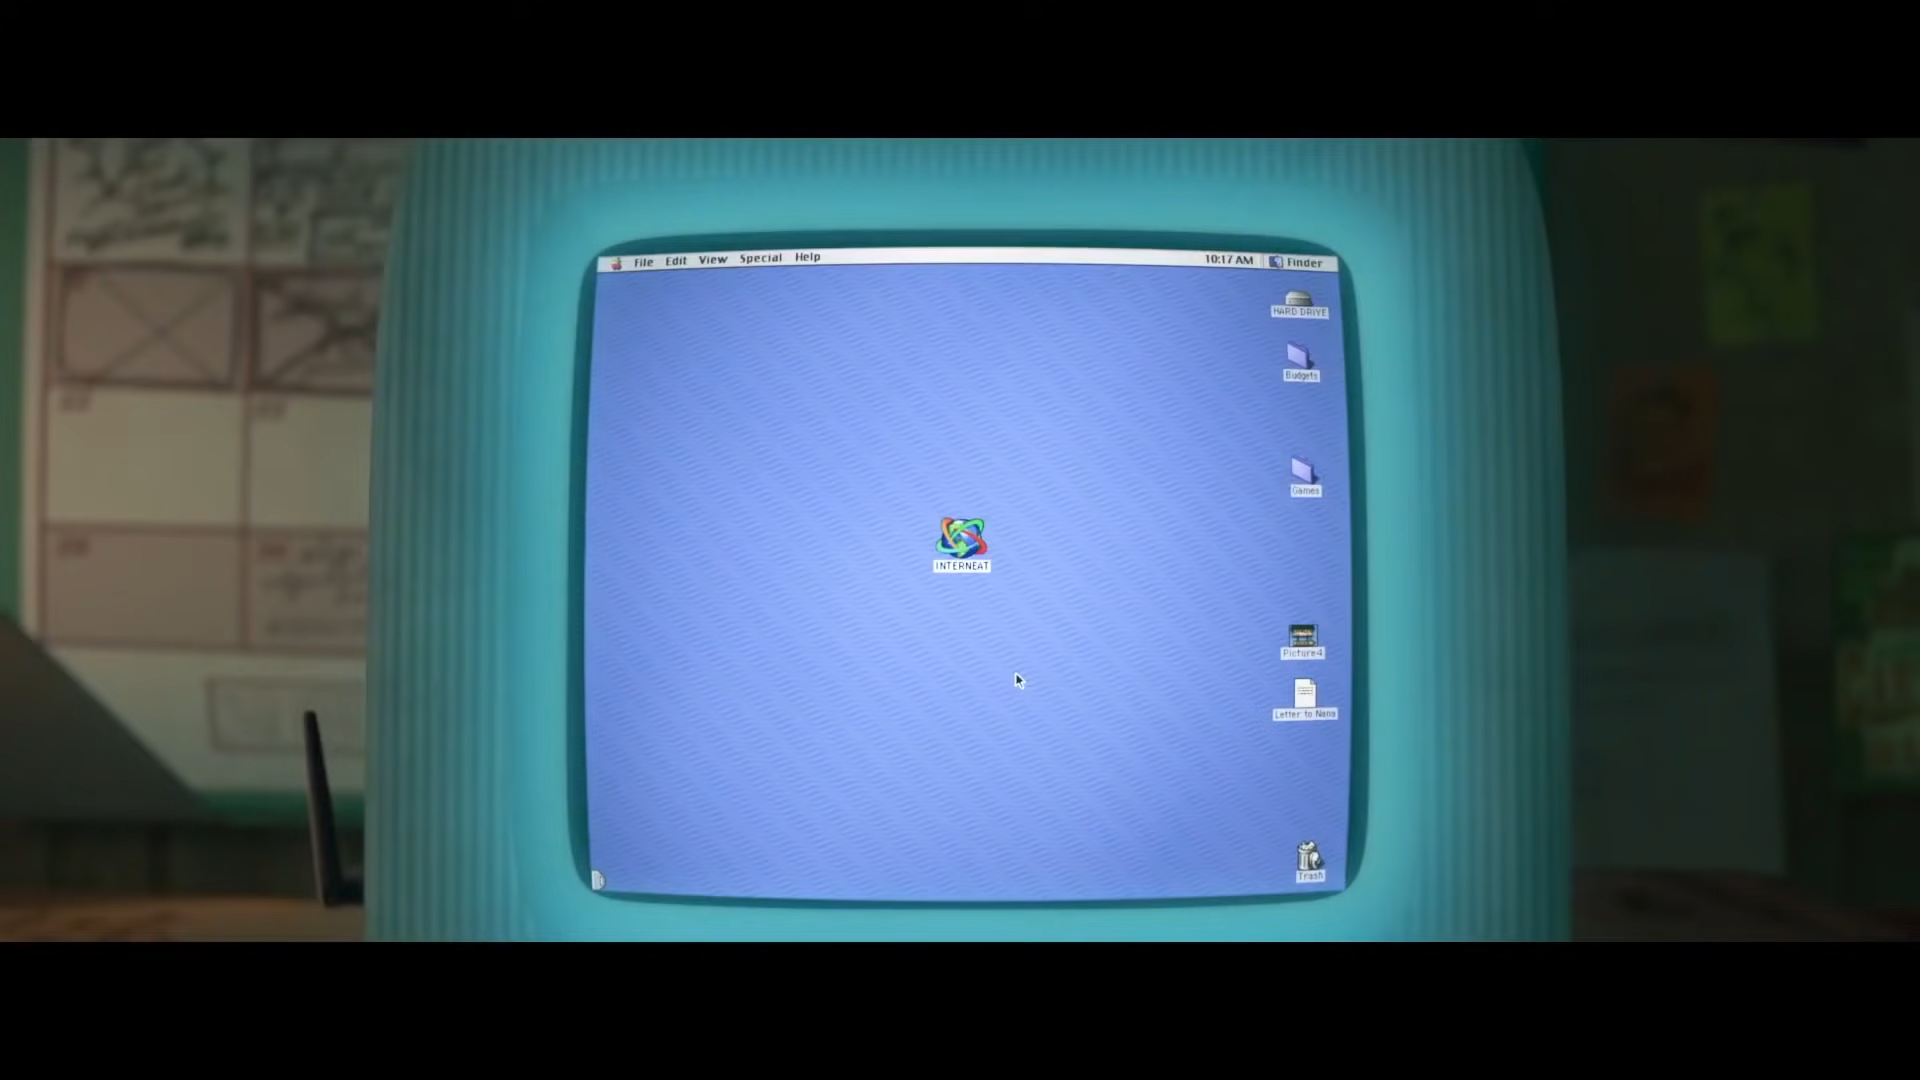 File Edit View Special Help 10:17 AM Finder
HARD DRIVE
Budgets
Games
INTERNEAT
Picture4
Letter to Nana
Trash